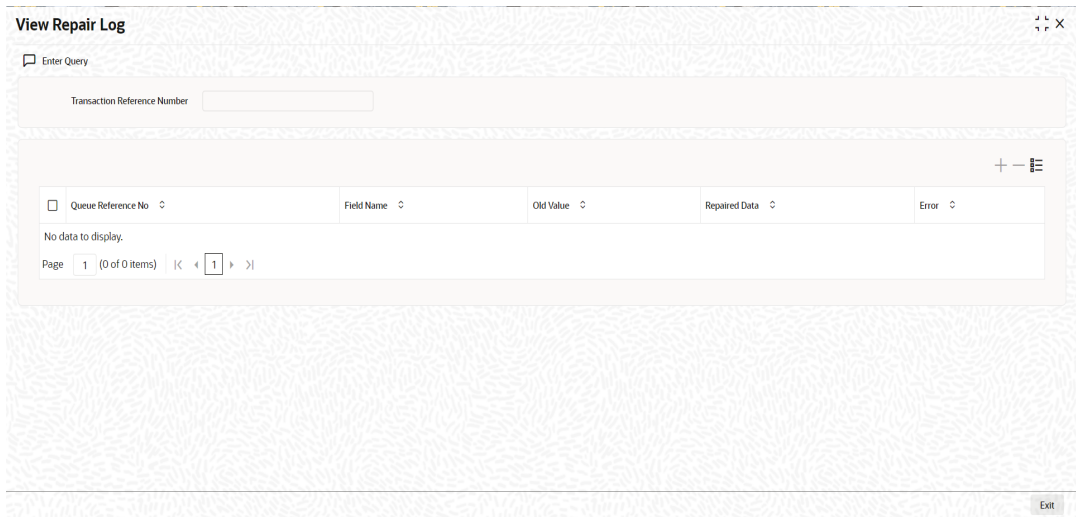 View Repair Log
Enter Query
Transaction Reference Number
Queue Reference No Field Name Old Value Repaired Data Error
No data to display.
Page 1 (0 of 0 items) 1
Exit